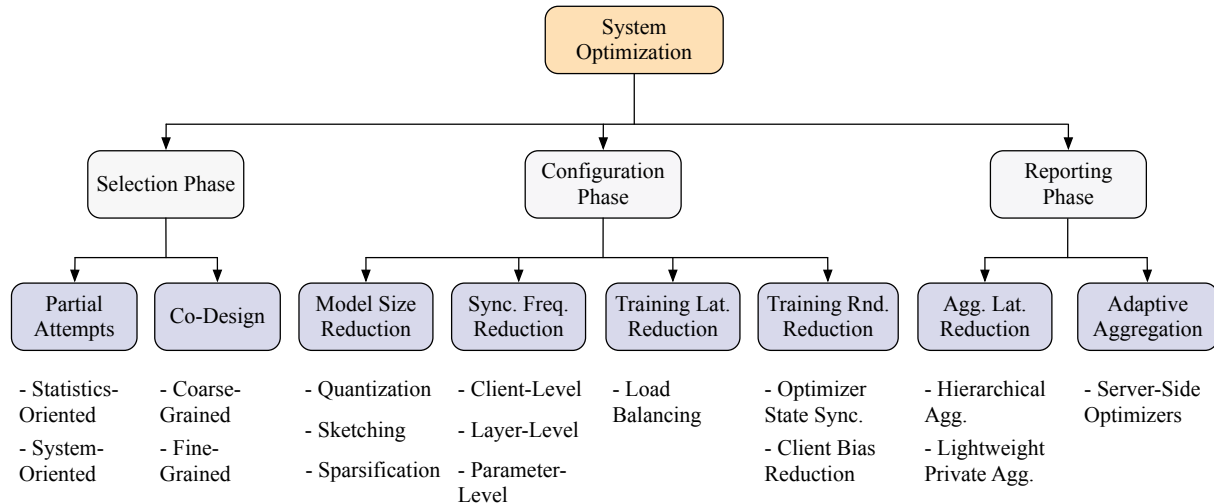 System
Optimization
Selection Phase
Configuration
Phase
Reporting
Phase
Partial
Attempts
Co-Design
Model Size
Reduction
Sync. Freq.
Reduction
Training Lat.
Reduction
Training Rnd.
Reduction
Agg. Lat.
Reduction
Adaptive
Aggregation
- Statistics-
Oriented
- System-
Oriented
- Coarse-
Grained
- Fine-
Grained
- Quantization
- Sketching
- Sparsification
- Client-Level
- Layer-Level
- Parameter-
Level
- Load
Balancing
- Optimizer
State Sync.
- Client Bias
Reduction
- Hierarchical
Agg.
- Lightweight
Private Agg.
- Server-Side
Optimizers